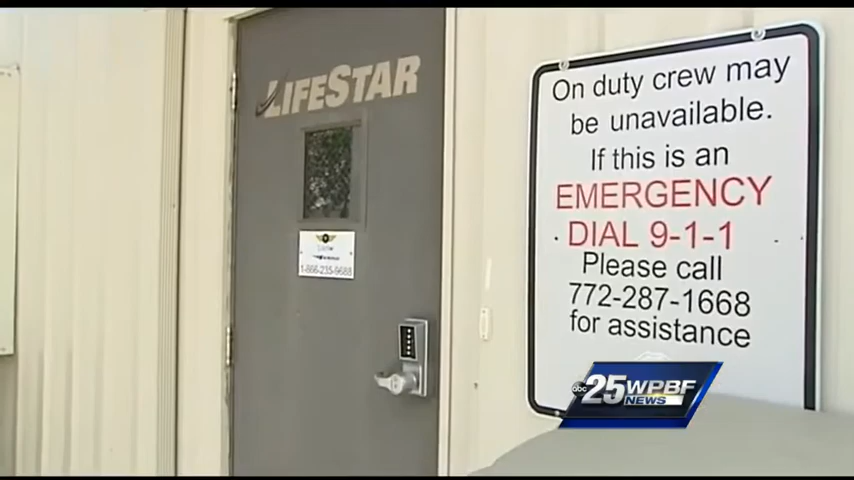 LIFESTAR
1-866-235-9688
On duty crew may
be unavailable.
If this is an
EMERGENCY
DIAL 9-1-1
Please call
772-287-1668
for assistance
abc 25 WPBF
NEWS